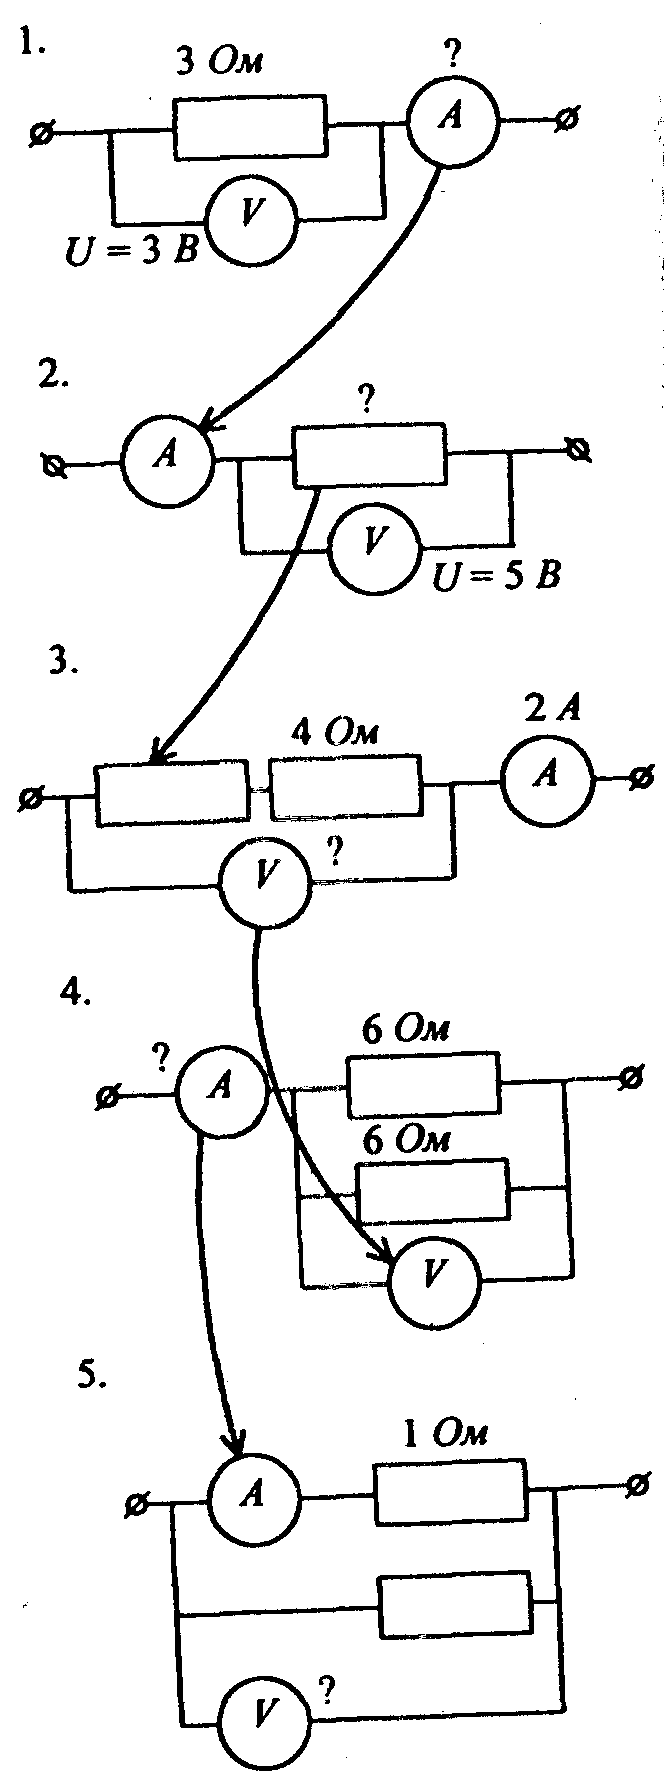 1.
3 Ом
?
A
V
U = 3 В
2.
?
A
V
U = 5 В
3.
2 А
4 Ом
A
V
?
4.
6 Ом
?
A
6 Ом
V
5.
1 Ом
A
V
?